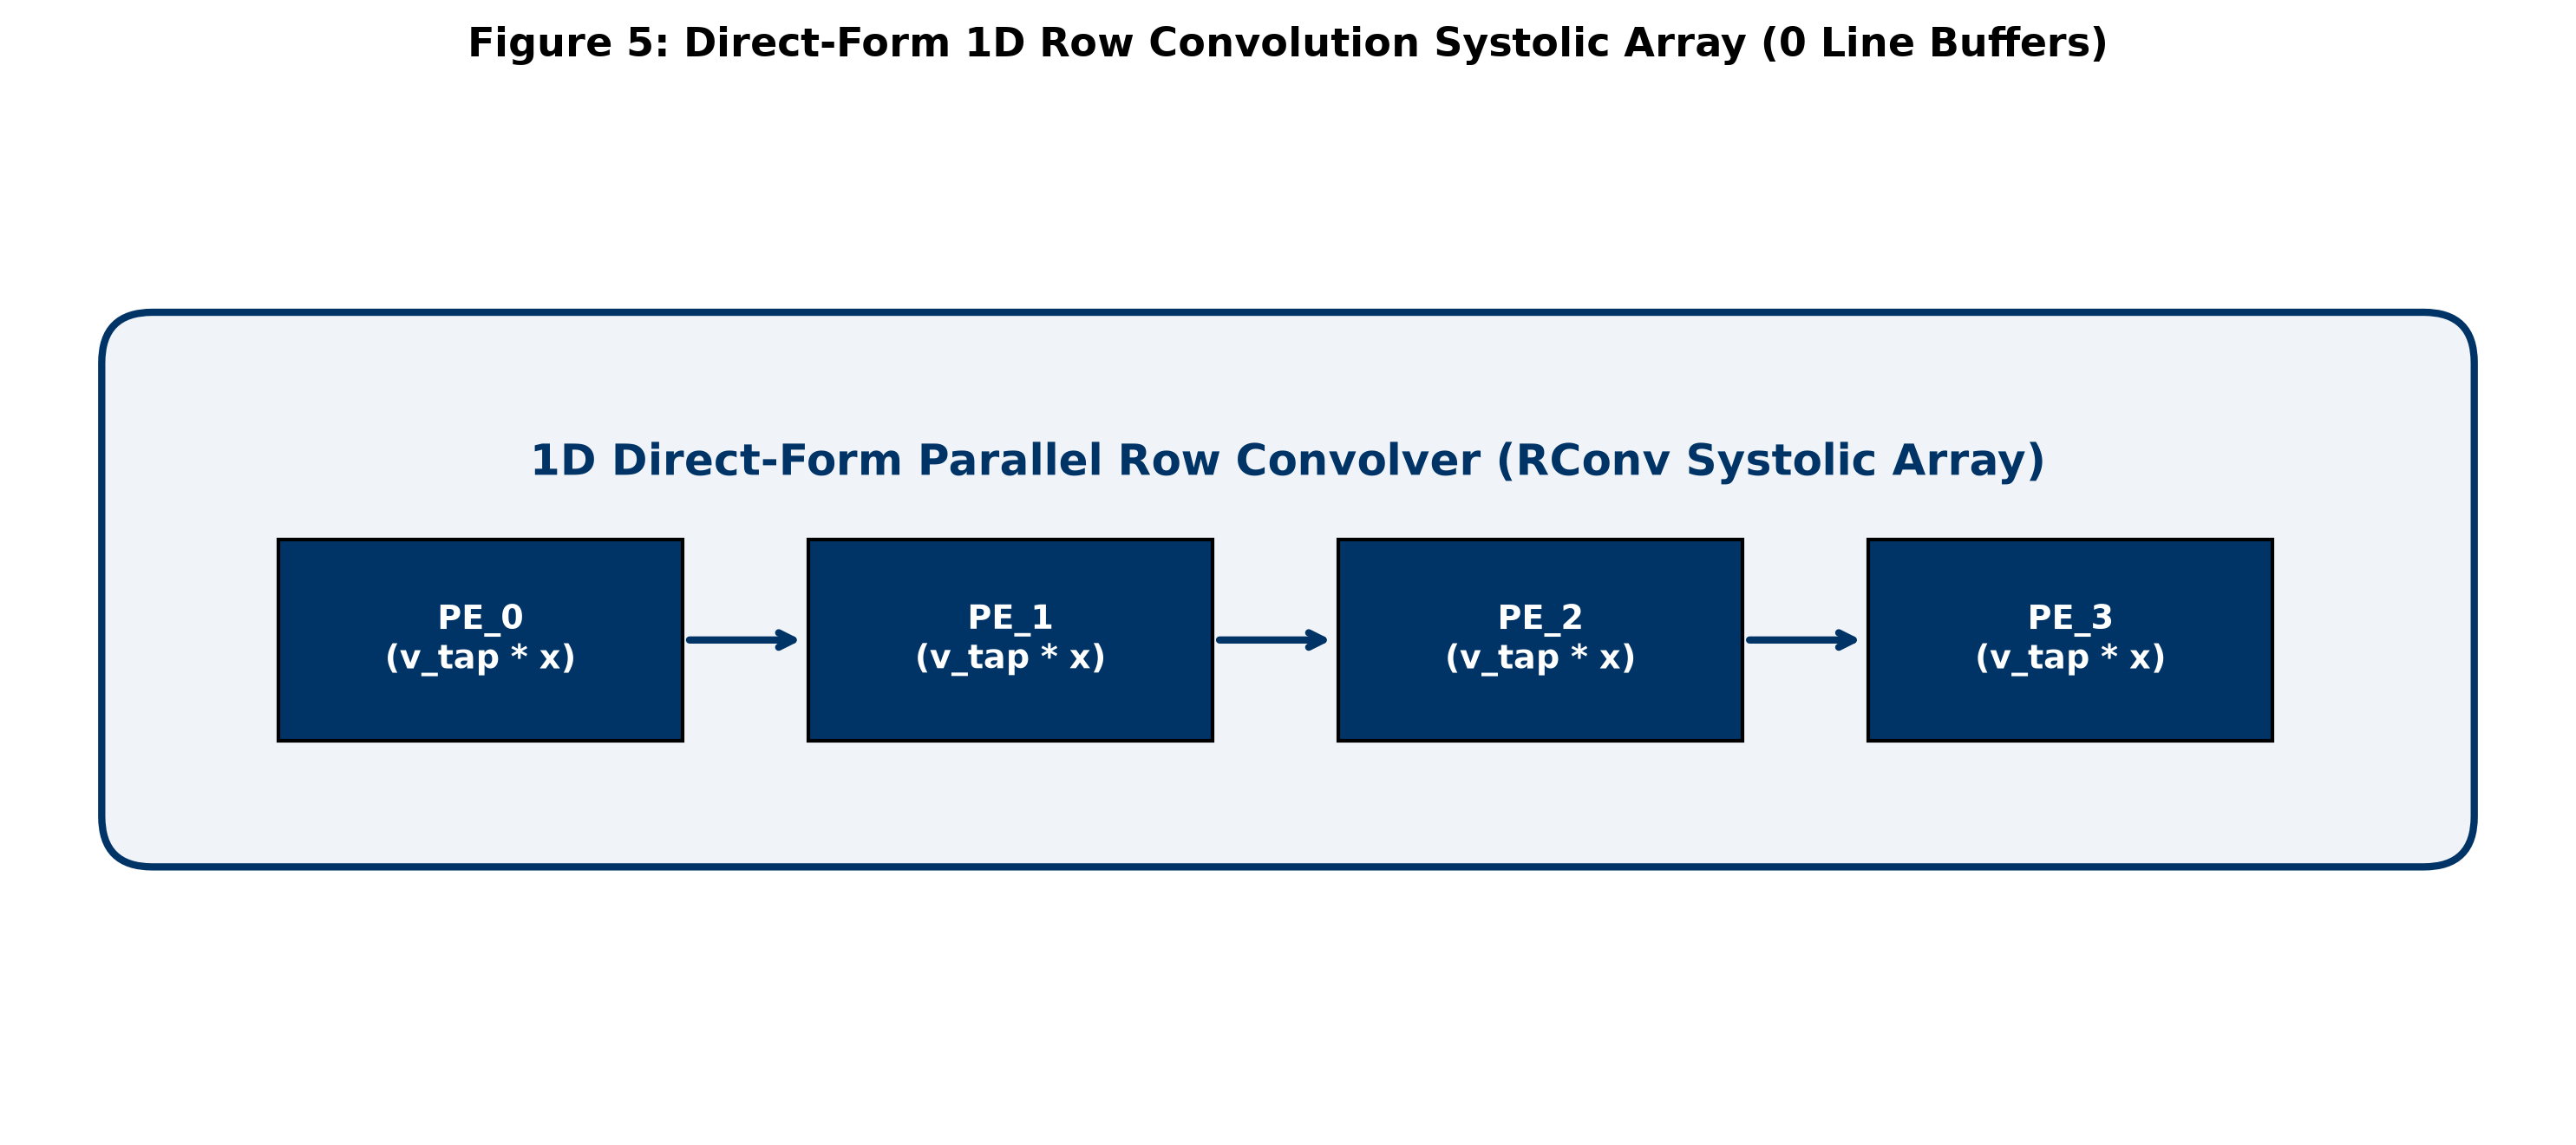 Figure 5: Direct-Form 1D Row Convolution Systolic Array (0 Line Buffers)
1D Direct-Form Parallel Row Convolver (RConv Systolic Array)
PE_0
(v_tap * x)
PE_1
(v_tap * x)
PE_2
(v_tap * x)
PE_3
(v_tap * x)